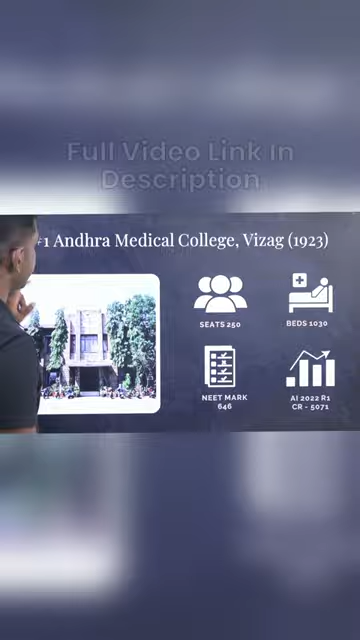 Full Video Link In
Description
#1 Andhra Medical College, Vizag (1923)
SEATS 250
BEDS 1030
NEET MARK
646
AI 2022 R1
CR - 5071